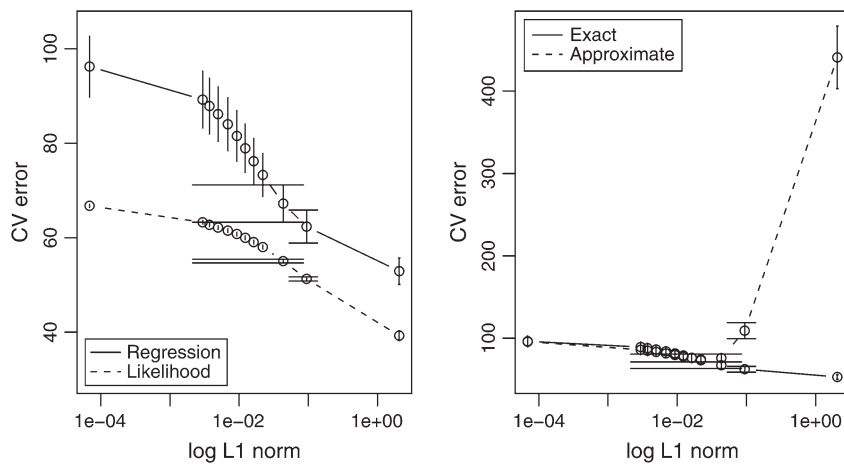 CV error
100
80
60
40
Regression
Likelihood
1e−04
1e−02
1e+00
log L1 norm
CV error
400
300
200
100
Exact
Approximate
1e−04
1e−02
1e+00
log L1 norm